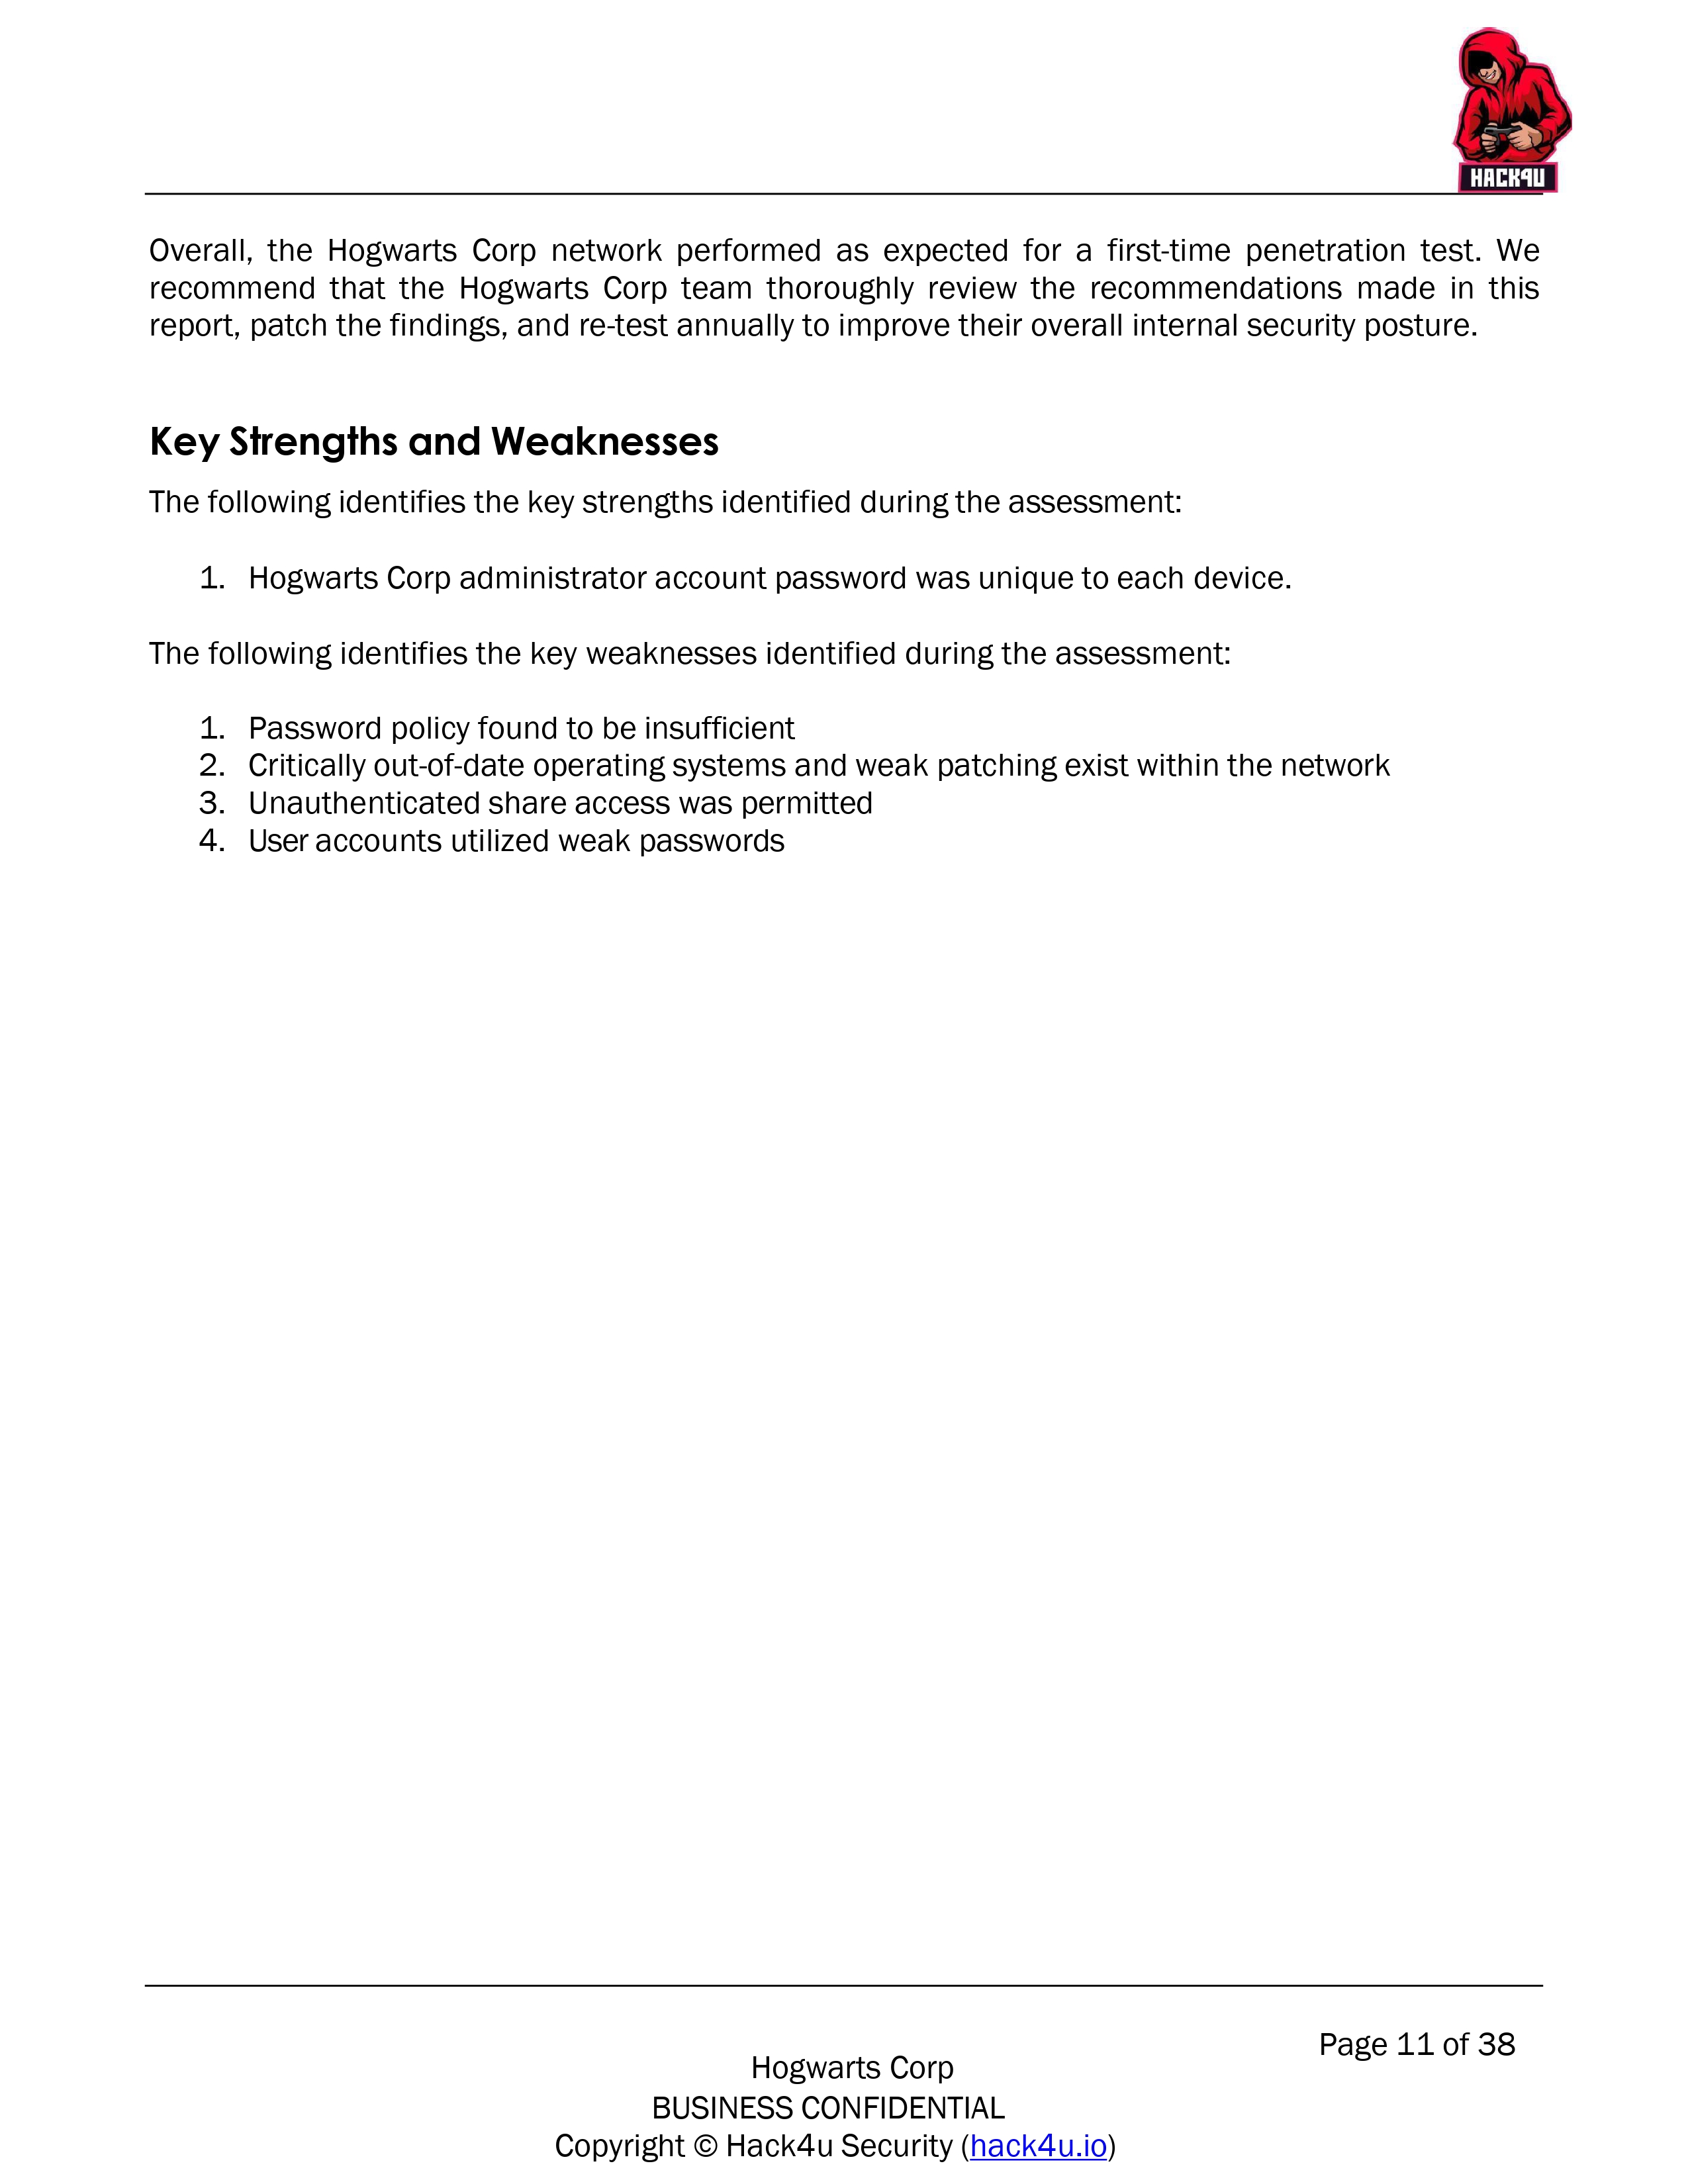 HACK4U
Overall, the Hogwarts Corp network performed as expected for a first-time penetration test. We
recommend that the Hogwarts Corp team thoroughly review the recommendations made in this
report, patch the findings, and re-test annually to improve their overall internal security posture.
Key Strengths and Weaknesses
The following identifies the key strengths identified during the assessment:
1. Hogwarts Corp administrator account password was unique to each device.
The following identifies the key weaknesses identified during the assessment:
1. Password policy found to be insufficient
2. Critically out-of-date operating systems and weak patching exist within the network
3. Unauthenticated share access was permitted
4. User accounts utilized weak passwords
Page 11 of 38
Hogwarts Corp
BUSINESS CONFIDENTIAL
Copyright © Hack4u Security (hack4u.io)